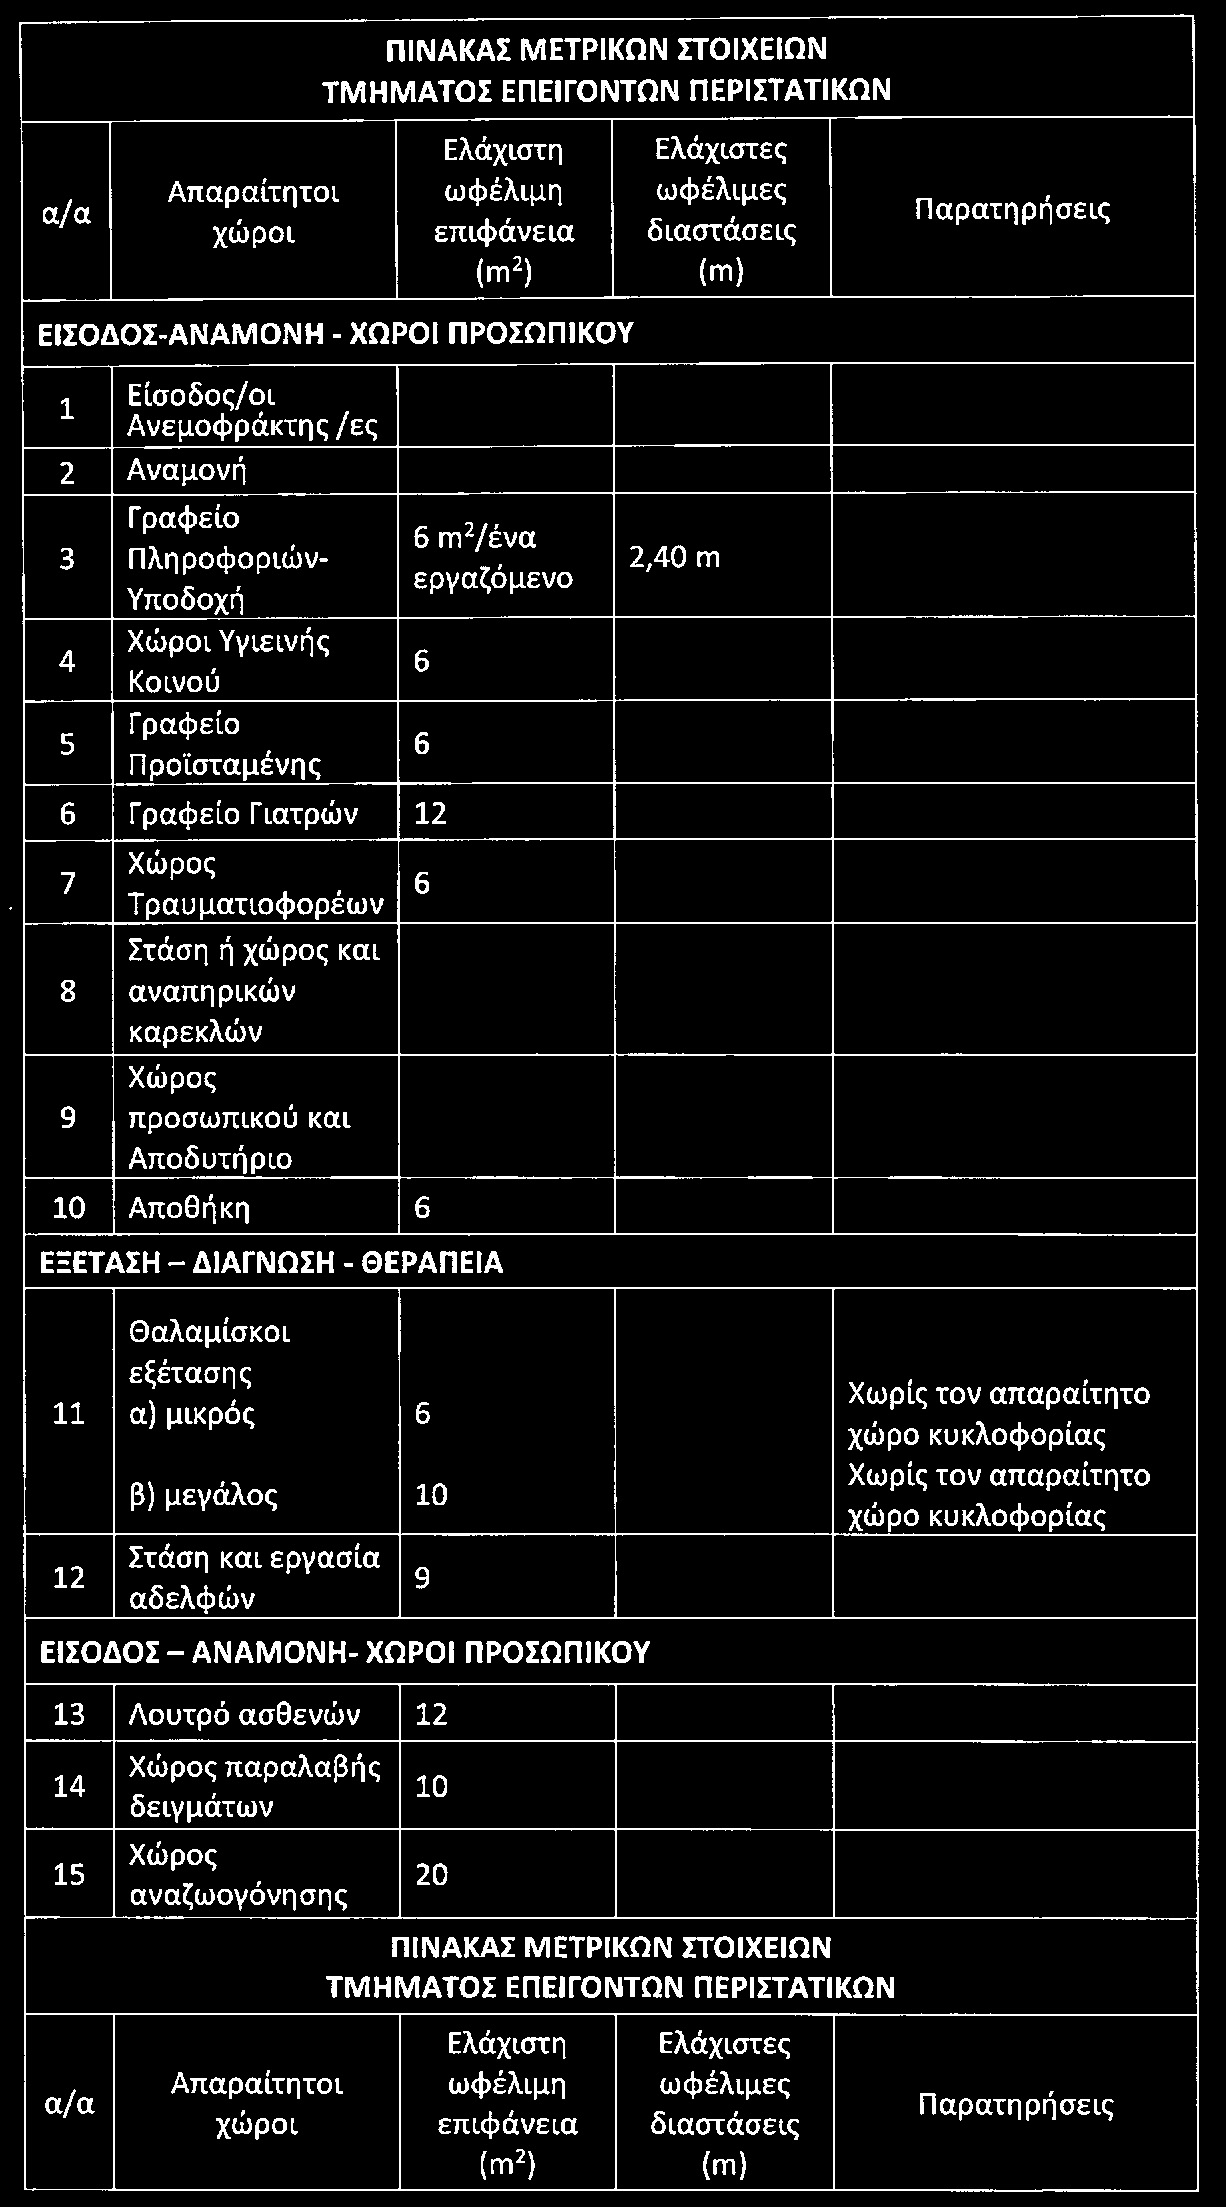 ΠΙΝΑΚΑΣ ΜΕΤΡΙΚΩΝ ΣΤΟΙΧΕΙΩΝ
ΤΜΗΜΑΤΟΣ ΕΠΕΙΓΟΝΤΩΝ ΠΕΡΙΣΤΑΤΙΚΩΝ
α/α
Απαραίτητοι
χώροι
Ελάχιστη
ωφέλιμη
επιφάνεια
(m²)
Ελάχιστες
ωφέλιμες
διαστάσεις
(m)
Παρατηρήσεις
ΕΙΣΟΔΟΣ-ΑΝΑΜΟΝΗ - ΧΩΡΟΙ ΠΡΟΣΩΠΙΚΟΥ
1
Είσοδος/οι
Ανεμοφράκτης /ες
2
Αναμονή
3
Γραφείο
Πληροφοριών-
Υποδοχή
6 m²/ένα
εργαζόμενο
2,40 m
4
Χώροι Υγιεινής
Κοινού
6
5
Γραφείο
Προϊσταμένης
6
6
Γραφείο Γιατρών
12
7
Χώρος
Τραυματιοφορέων
6
8
Στάση ή χώρος και
αναπηρικών
καρεκλών
9
Χώρος
προσωπικού και
Αποδυτήριο
10
Αποθήκη
6
ΕΞΕΤΑΣΗ – ΔΙΑΓΝΩΣΗ - ΘΕΡΑΠΕΙΑ
11
Θαλαμίσκοι
εξέτασης
α) μικρός
β) μεγάλος
6
10
Χωρίς τον απαραίτητο
χώρο κυκλοφορίας
Χωρίς τον απαραίτητο
χώρο κυκλοφορίας
12
Στάση και εργασία
αδελφών
9
ΕΙΣΟΔΟΣ – ΑΝΑΜΟΝΗ- ΧΩΡΟΙ ΠΡΟΣΩΠΙΚΟΥ
13
Λουτρό ασθενών
12
14
Χώρος παραλαβής
δειγμάτων
10
15
Χώρος
αναζωογόνησης
20
ΠΙΝΑΚΑΣ ΜΕΤΡΙΚΩΝ ΣΤΟΙΧΕΙΩΝ
ΤΜΗΜΑΤΟΣ ΕΠΕΙΓΟΝΤΩΝ ΠΕΡΙΣΤΑΤΙΚΩΝ
α/α
Απαραίτητοι
χώροι
Ελάχιστη
ωφέλιμη
επιφάνεια
(m²)
Ελάχιστες
ωφέλιμες
διαστάσεις
(m)
Παρατηρήσεις